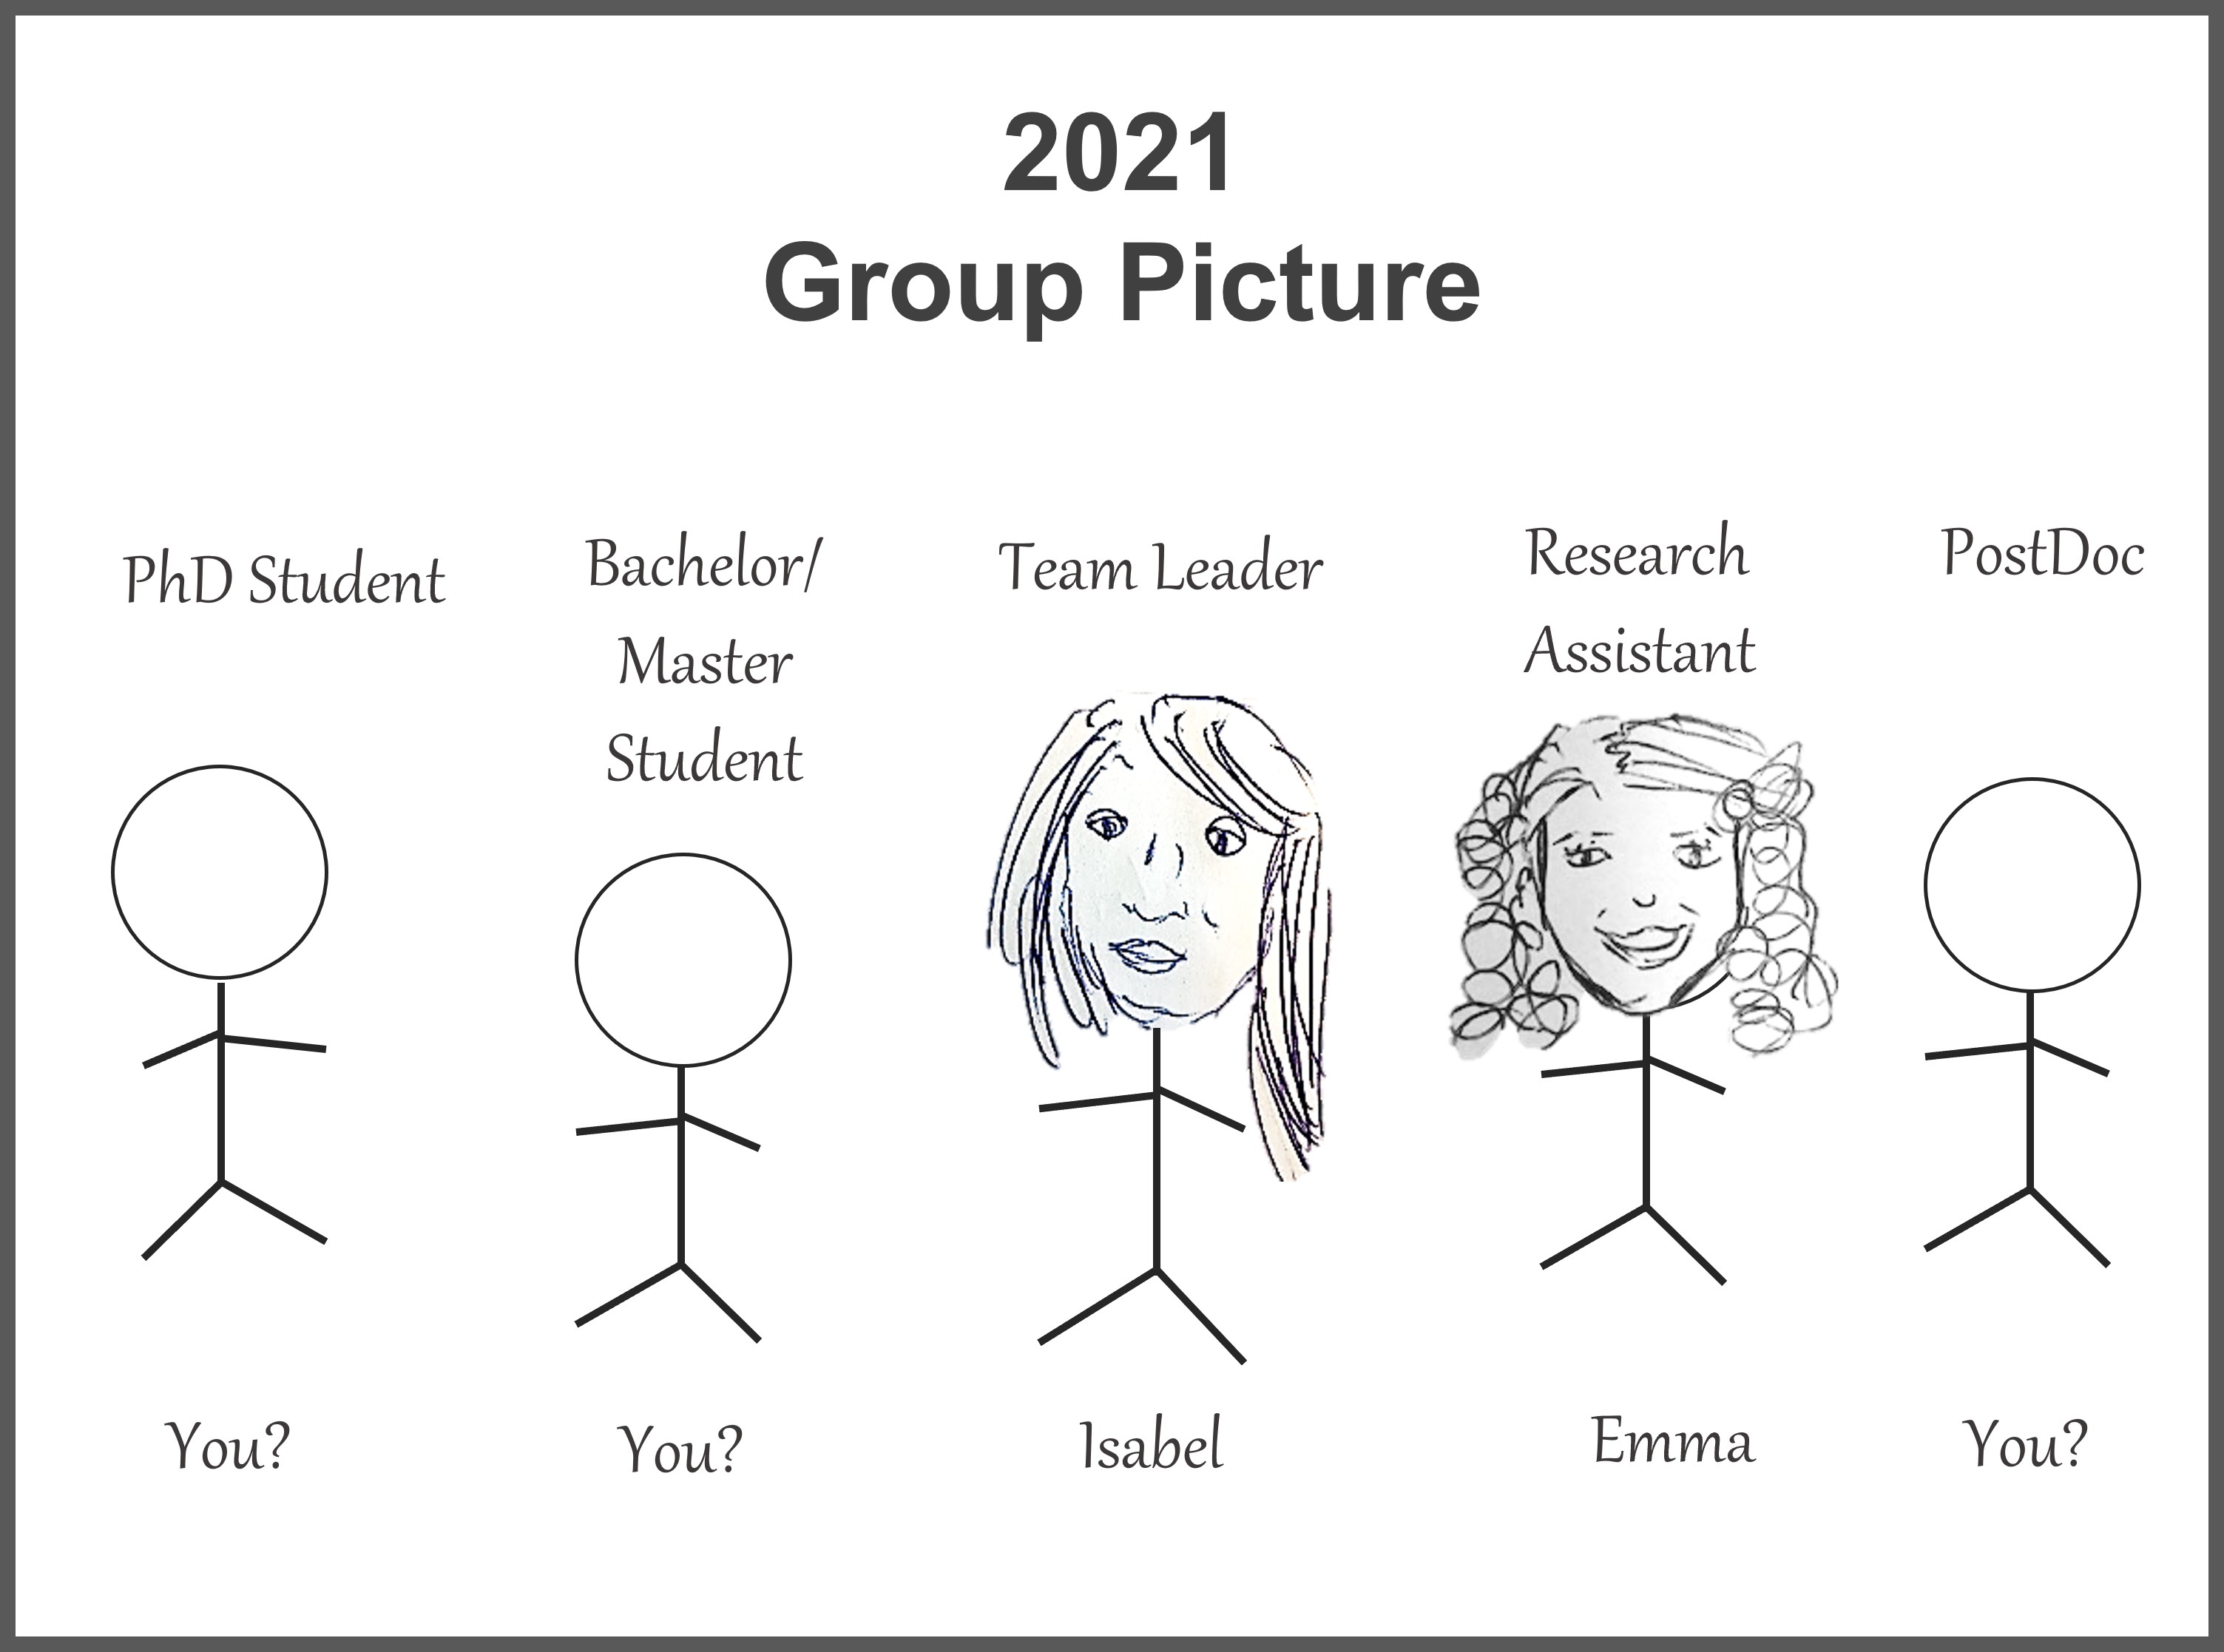 2021
Group Picture
PhD Student
Bachelor/
Master
Student
Team Leader
Research
Assistant
PostDoc
You?
You?
Isabel
Emma
You?